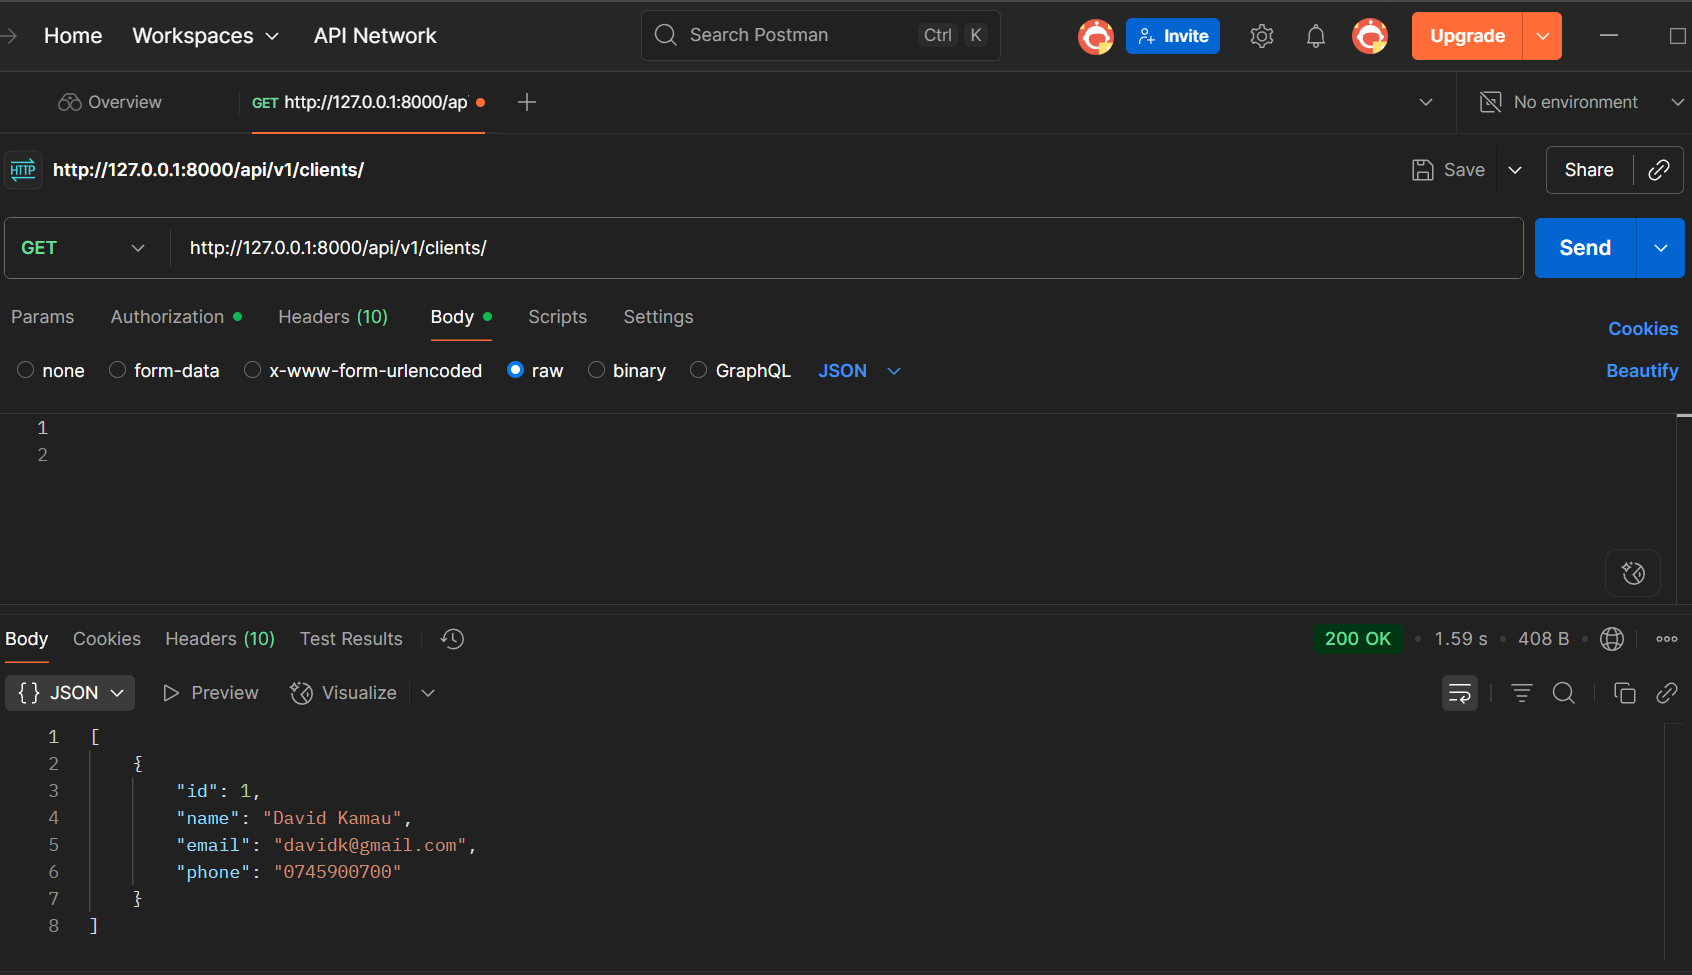 Home Workspaces API Network Search Postman Ctrl K Invite Upgrade
Overview GET http://127.0.0.1:8000/ap No environment
HTTP http://127.0.0.1:8000/api/v1/clients/ Save Share
GET http://127.0.0.1:8000/api/v1/clients/ Send
Params Authorization Headers (10) Body Scripts Settings Cookies
none form-data x-www-form-urlencoded raw binary GraphQL JSON Beautify
1
2
Body Cookies Headers (10) Test Results 200 OK • 1.59 s • 408 B •
{} JSON Preview Visualize
1 [
2 {
3 "id": 1,
4 "name": "David Kamau",
5 "email": "davidk@gmail.com",
6 "phone": "0745900700"
7 }
8 ]